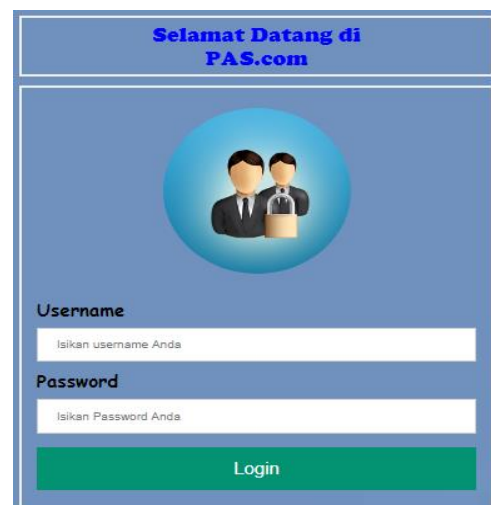 Selamat Datang di
PAS.com
Username
Isikan username Anda
Password
Isikan Password Anda
Login